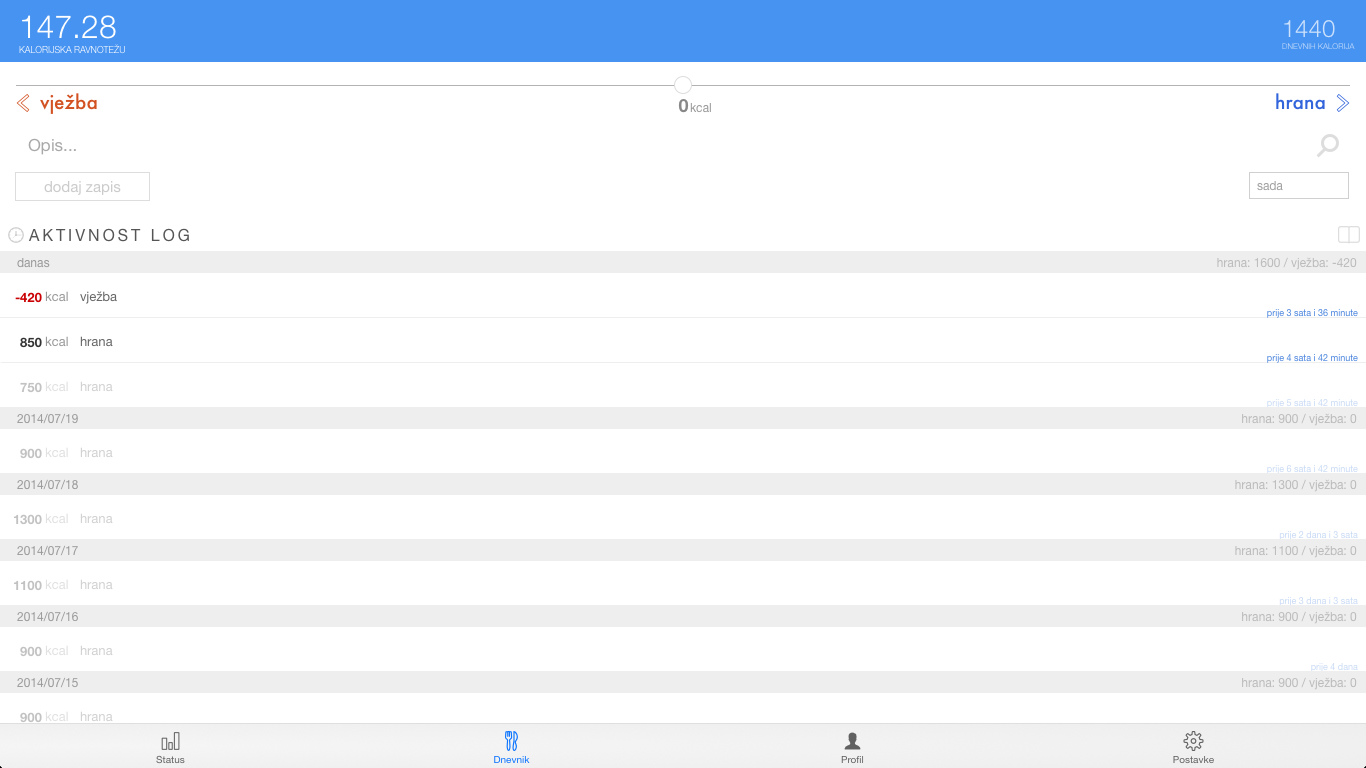 147.28
KALORIJSKA RAVNOTEŽU
1440
DNEVNIH KALORIJA
vježba
0 kcal
hrana
Opis...
dodaj zapis
sada
AKTIVNOST LOG
danas hrana: 1600 / vježba: -420
-420 kcal vježba
prije 3 sata i 36 minute
850 kcal hrana
prije 4 sata i 42 minute
750 kcal hrana
prije 5 sata i 42 minute
2014/07/19 hrana: 900 / vježba: 0
900 kcal hrana
prije 6 sata i 42 minute
2014/07/18 hrana: 1300 / vježba: 0
1300 kcal hrana
prije 2 dana i 3 sata
2014/07/17 hrana: 1100 / vježba: 0
1100 kcal hrana
prije 3 dana i 3 sata
2014/07/16 hrana: 900 / vježba: 0
900 kcal hrana
prije 4 dana
2014/07/15 hrana: 900 / vježba: 0
900 kcal hrana
Status Dnevnik Profil Postavke